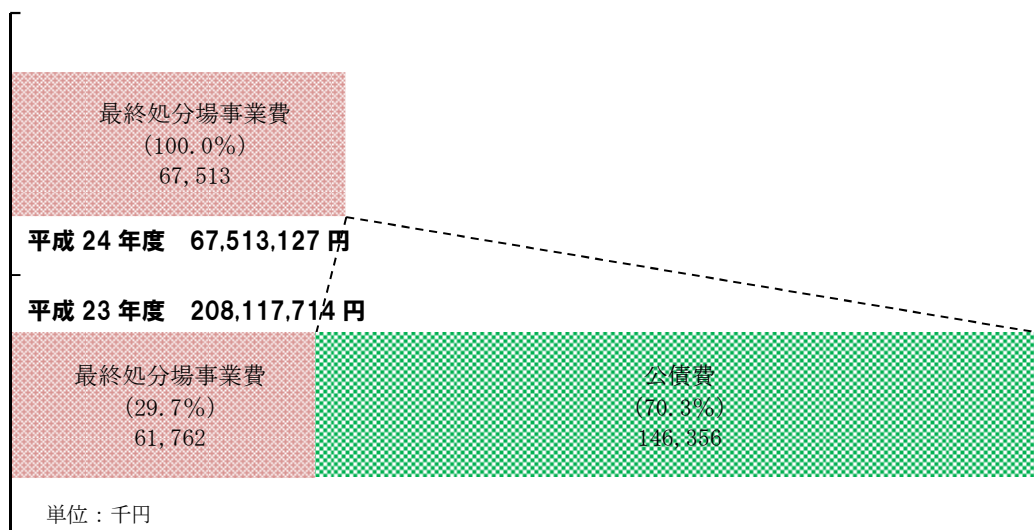 最終処分場事業費
(100.0%)
67,513
平成 24 年度 67,513,127 円
平成 23 年度 208,117,714 円
最終処分場事業費
(29.7%)
61,762
公債費
(70.3%)
146,356
単位：千円